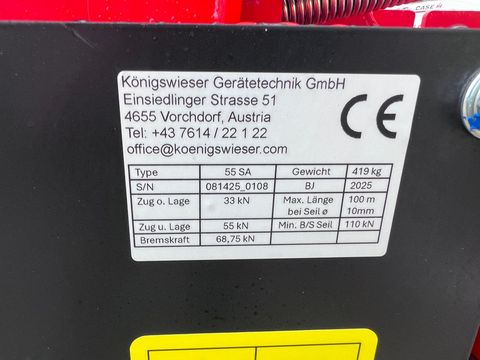 CASE IH
Königswieser Gerätetechnik GmbH
Einsiedlinger Strasse 51
4655 Vorchdorf, Austria
Tel: +43 7614 / 22 1 22
office@koenigswieser.com
CE
Type 55 SA Gewicht 419 kg
S/N 081425_0108 BJ 2025
Zug o. Lage 33 kN Max. Länge 100 m
bei Seil ø 10mm
Zug u. Lage 55 kN Min. B/S Seil 110 kN
Bremskraft 68,75 kN